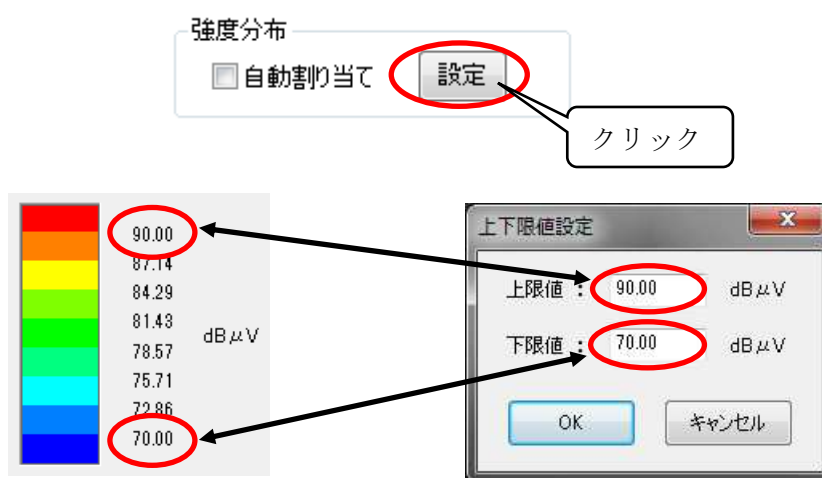 強度分布
自動割り当て
設定
クリック
90.00
87.14
84.29
81.43
78.57
75.71
72.86
70.00
dBμV
上下限値設定
上限値 : 90.00 dBμV
下限値 : 70.00 dBμV
OK
キャンセル